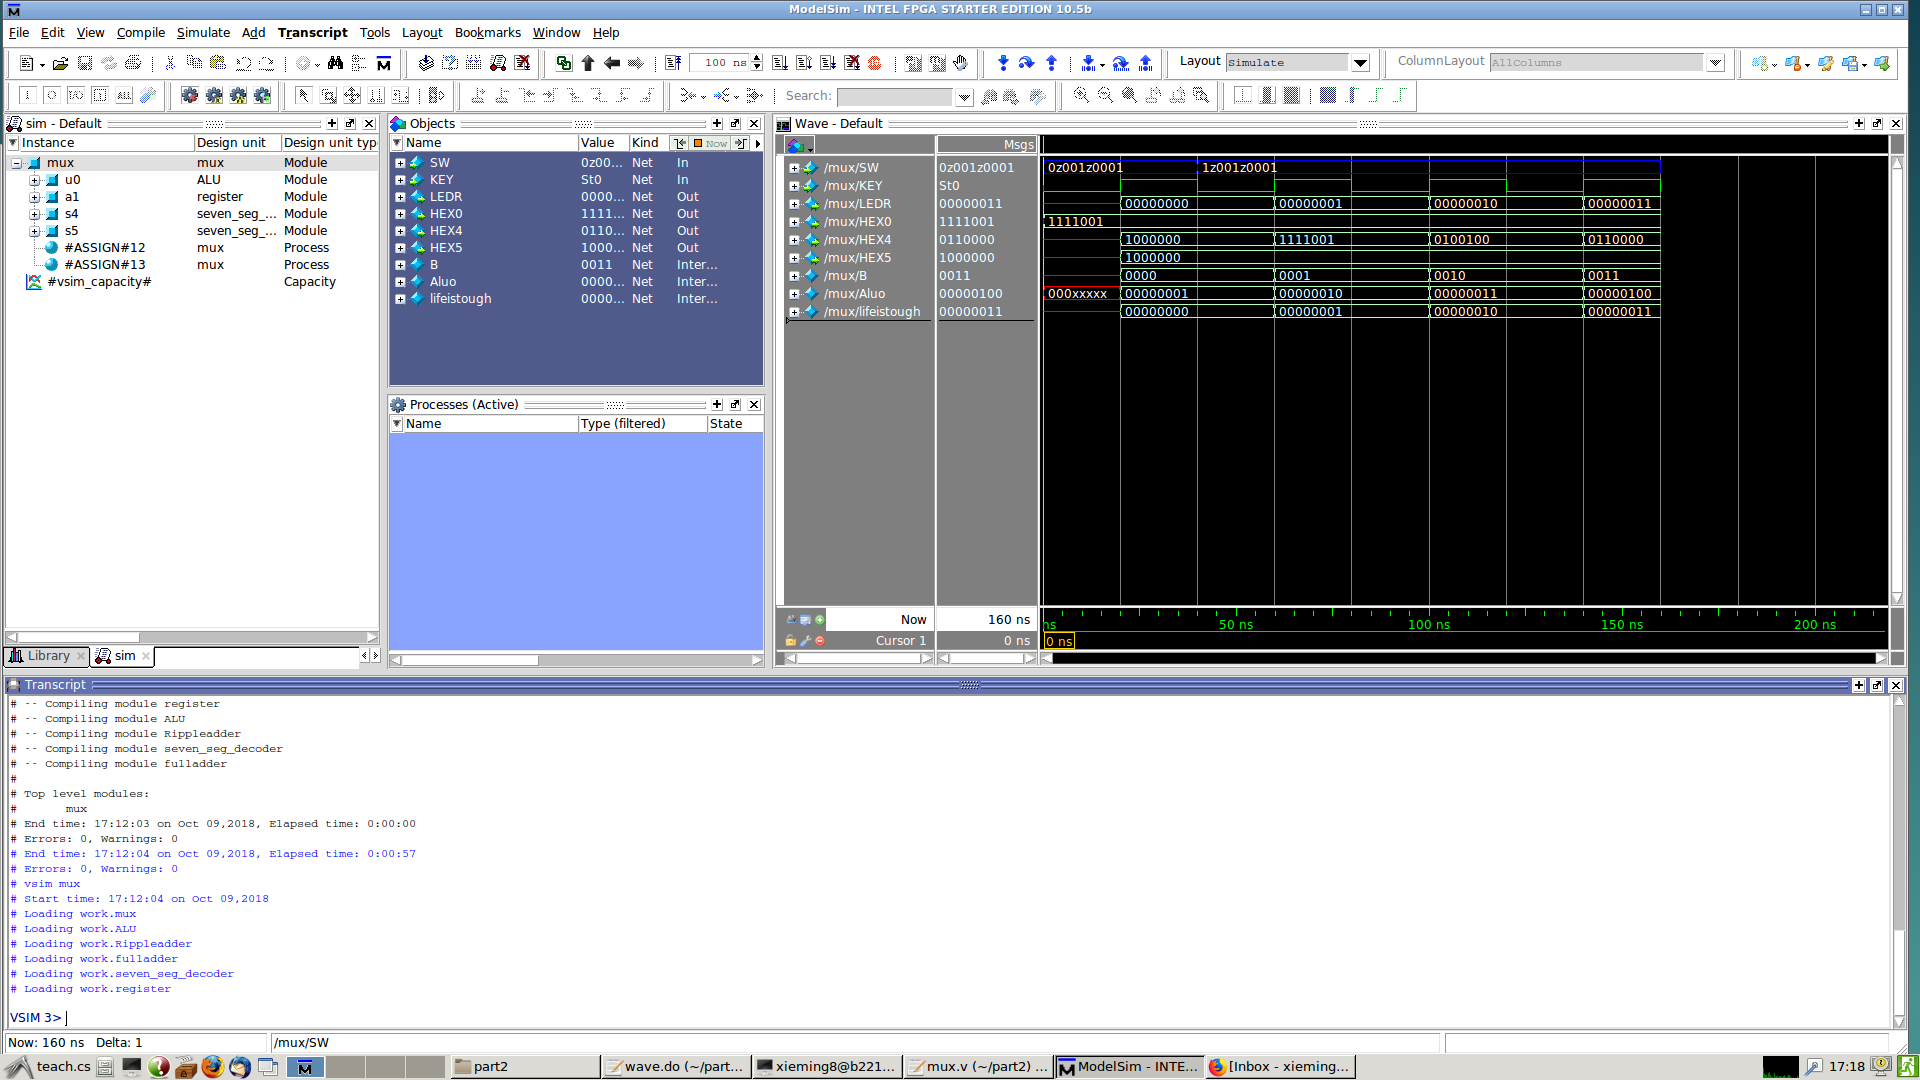 ModelSim - INTEL FPGA STARTER EDITION 10.5b
File Edit View Compile Simulate Add Transcript Tools Layout Bookmarks Window Help
100 ns
Layout Simulate
ColumnLayout AllColumns
Search:
sim - Default
Instance Design unit Design unit typ
mux mux Module
u0 ALU Module
a1 register Module
s4 seven_seg_... Module
s5 seven_seg_... Module
#ASSIGN#12 mux Process
#ASSIGN#13 mux Process
#vsim_capacity# Capacity
Library sim
Objects
Name Value Kind Now
SW 0z00... Net In
KEY St0 Net In
LEDR 0000... Net Out
HEX0 1111... Net Out
HEX4 0110... Net Out
HEX5 1000... Net Out
B 0011 Net Inter...
Aluo 0000... Net Inter...
lifeistough 0000... Net Inter...
Processes (Active)
Name Type (filtered) State
Wave - Default
Msgs
/mux/SW 0z001z0001 0z001z0001 1z001z0001
/mux/KEY St0
/mux/LEDR 00000011 00000000 00000001 00000010 00000011
/mux/HEX0 1111001 1111001
/mux/HEX4 0110000 1000000 1111001 0100100 0110000
/mux/HEX5 1000000 1000000
/mux/B 0011 0000 0001 0010 0011
/mux/Aluo 00000100 000xxxxx 00000001 00000010 00000011 00000100
/mux/lifeistough 00000011 00000000 00000001 00000010 00000011
Now 160 ns ns 50 ns 100 ns 150 ns 200 ns
Cursor 1 0 ns 0 ns
Transcript
# -- Compiling module register
# -- Compiling module ALU
# -- Compiling module Rippleadder
# -- Compiling module seven_seg_decoder
# -- Compiling module fulladder
#
# Top level modules:
# mux
# End time: 17:12:03 on Oct 09,2018, Elapsed time: 0:00:00
# Errors: 0, Warnings: 0
# End time: 17:12:04 on Oct 09,2018, Elapsed time: 0:00:57
# Errors: 0, Warnings: 0
# vsim mux
# Start time: 17:12:04 on Oct 09,2018
# Loading work.mux
# Loading work.ALU
# Loading work.Rippleadder
# Loading work.fulladder
# Loading work.seven_seg_decoder
# Loading work.register
VSIM 3>
Now: 160 ns Delta: 1 /mux/SW
teach.cs part2 wave.do (~/part... xieming8@b221... mux.v (~/part2) ... ModelSim - INTE... [Inbox - xieming... 17:18